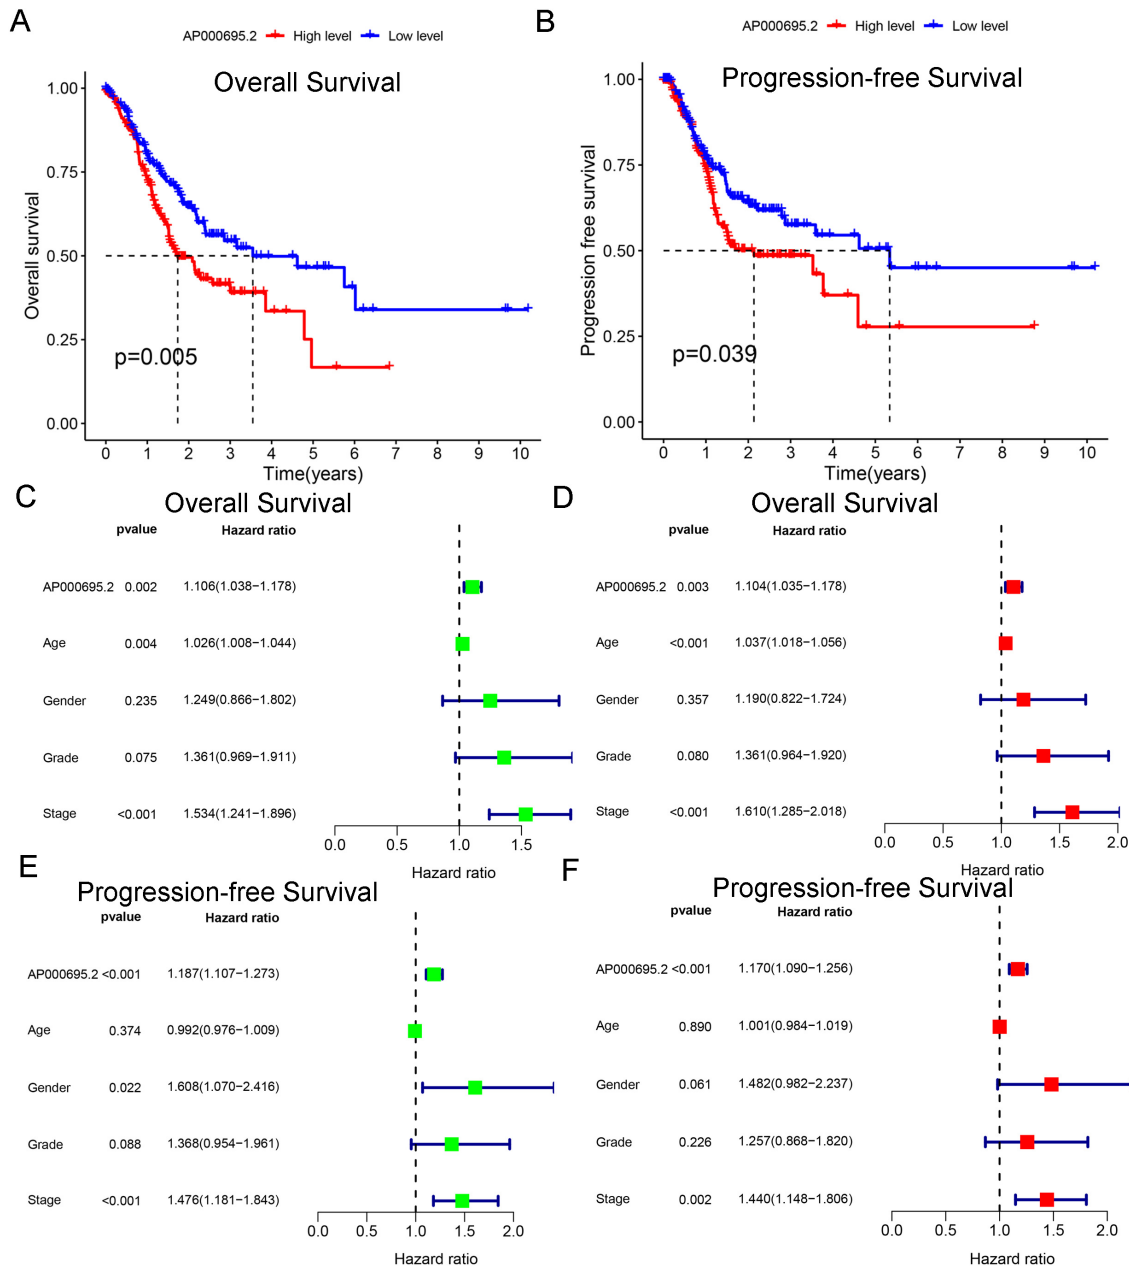 A
AP000695.2 High level Low level
Overall Survival
Overall survival
1.00
0.75
0.50
0.25
0.00
p=0.005
0 1 2 3 4 5 6 7 8 9 10
Time(years)
B
AP000695.2 High level Low level
Progression-free Survival
Progression free survival
1.00
0.75
0.50
0.25
0.00
p=0.039
0 1 2 3 4 5 6 7 8 9 10
Time(years)
C
Overall Survival
pvalue Hazard ratio
AP000695.2 0.002 1.106(1.038−1.178)
Age 0.004 1.026(1.008−1.044)
Gender 0.235 1.249(0.866−1.802)
Grade 0.075 1.361(0.969−1.911)
Stage <0.001 1.534(1.241−1.896)
0.0 0.5 1.0 1.5
Hazard ratio
D
Overall Survival
pvalue Hazard ratio
AP000695.2 0.003 1.104(1.035−1.178)
Age <0.001 1.037(1.018−1.056)
Gender 0.357 1.190(0.822−1.724)
Grade 0.080 1.361(0.964−1.920)
Stage <0.001 1.610(1.285−2.018)
0.0 0.5 1.0 1.5 2.0
Hazard ratio
E
Progression-free Survival
pvalue Hazard ratio
AP000695.2 <0.001 1.187(1.107−1.273)
Age 0.374 0.992(0.976−1.009)
Gender 0.022 1.608(1.070−2.416)
Grade 0.088 1.368(0.954−1.961)
Stage <0.001 1.476(1.181−1.843)
0.0 0.5 1.0 1.5 2.0
Hazard ratio
F
Progression-free Survival
pvalue Hazard ratio
AP000695.2 <0.001 1.170(1.090−1.256)
Age 0.890 1.001(0.984−1.019)
Gender 0.061 1.482(0.982−2.237)
Grade 0.226 1.257(0.868−1.820)
Stage 0.002 1.440(1.148−1.806)
0.0 0.5 1.0 1.5 2.0
Hazard ratio